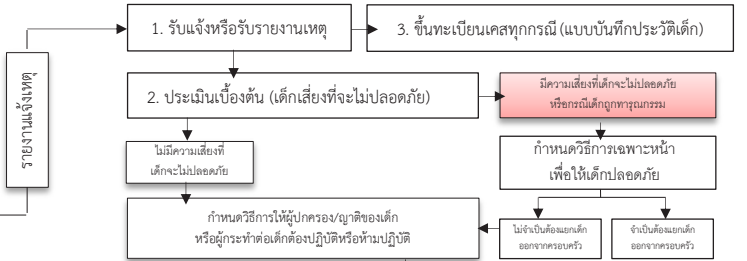 รายงานแจ้งเหตุ
1. รับแจ้งหรือรับรายงานเหตุ
3. ขึ้นทะเบียนเคสทุกกรณี (แบบบันทึกประวัติเด็ก)
2. ประเมินเบื้องต้น (เด็กเสี่ยงที่จะไม่ปลอดภัย)
มีความเสี่ยงที่เด็กจะไม่ปลอดภัย
หรือกรณีเด็กถูกทารุณกรรม
ไม่มีความเสี่ยงที่
เด็กจะไม่ปลอดภัย
กำหนดวิธีการเฉพาะหน้า
เพื่อให้เด็กปลอดภัย
กำหนดวิธีการให้ผู้ปกครอง/ญาติของเด็ก
หรือผู้กระทำต่อเด็กต้องปฏิบัติหรือห้ามปฏิบัติ
ไม่จำเป็นต้องแยกเด็ก
ออกจากครอบครัว
จำเป็นต้องแยกเด็ก
ออกจากครอบครัว